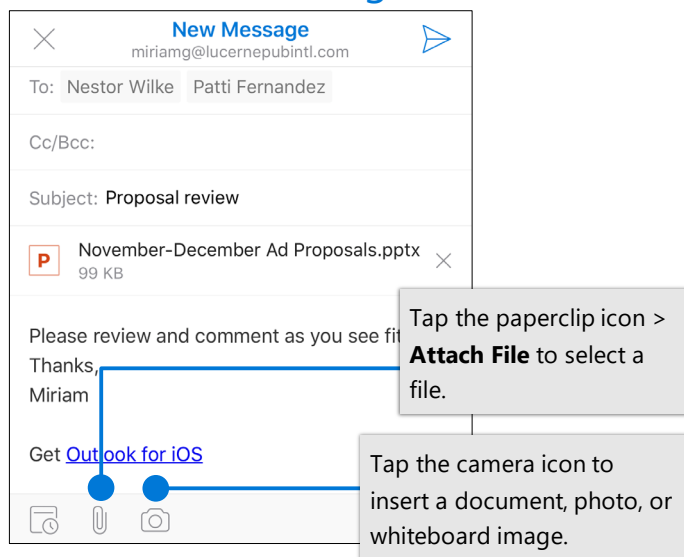 New Message
miriamg@lucernepubintl.com
To: Nestor Wilke Patti Fernandez
Cc/Bcc:
Subject: Proposal review
P
November-December Ad Proposals.pptx
99 KB
Please review and comment as you see fit
Thanks,
Miriam
Get Outlook for iOS
Tap the paperclip icon >
Attach File to select a
file.
Tap the camera icon to
insert a document, photo, or
whiteboard image.